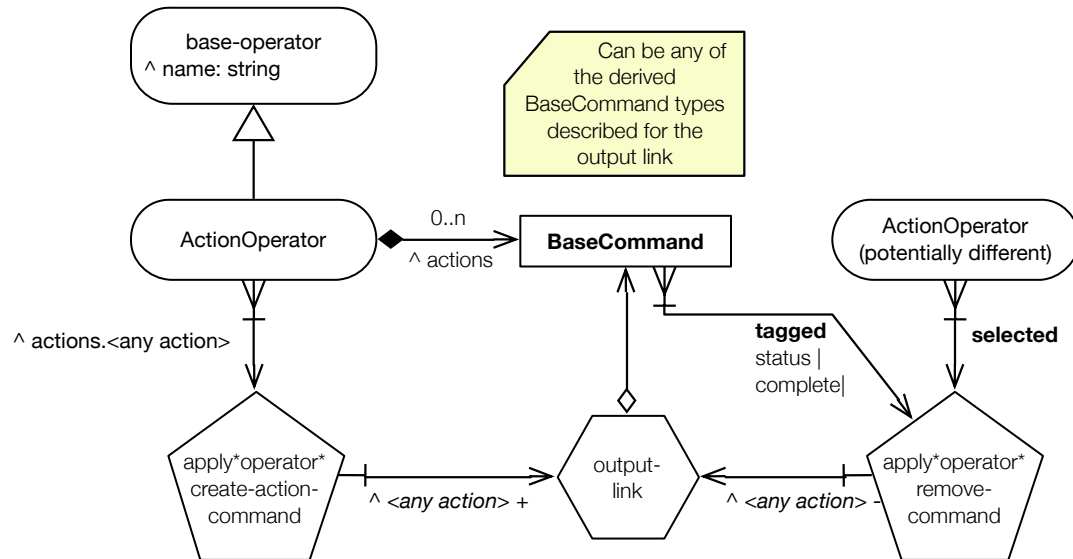 base-operator
^ name: string
Can be any of
the derived
BaseCommand types
described for the
output link
ActionOperator
0..n
^ actions
BaseCommand
ActionOperator
(potentially different)
^ actions.<any action>
tagged
status |
complete|
selected
apply*operator*
create-action-
command
^ <any action> +
output-
link
^ <any action> -
apply*operator*
remove-
command